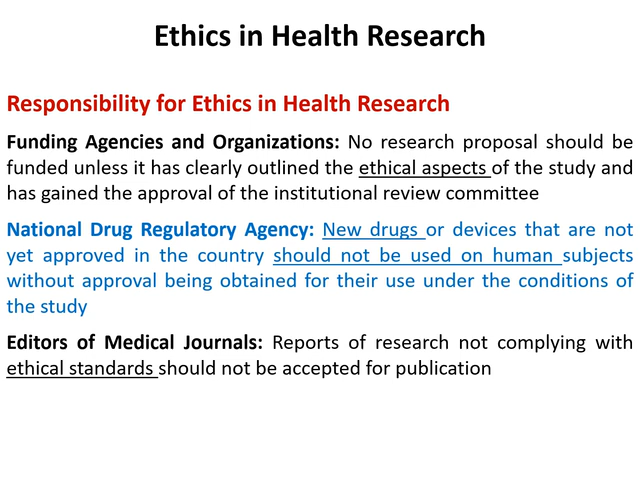 Ethics in Health Research
Responsibility for Ethics in Health Research
Funding Agencies and Organizations: No research proposal should be
funded unless it has clearly outlined the ethical aspects of the study and
has gained the approval of the institutional review committee
National Drug Regulatory Agency: New drugs or devices that are not
yet approved in the country should not be used on human subjects
without approval being obtained for their use under the conditions of
the study
Editors of Medical Journals: Reports of research not complying with
ethical standards should not be accepted for publication